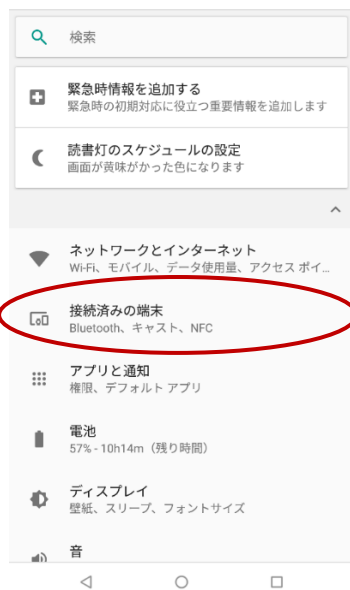 検索
緊急時情報を追加する
緊急時の初期対応に役立つ重要情報を追加します
読書灯のスケジュールの設定
画面が黄味がかった色になります
ネットワークとインターネット
Wi-Fi、モバイル、データ使用量、アクセス ポイ...
接続済みの端末
Bluetooth、キャスト、NFC
アプリと通知
権限、デフォルト アプリ
電池
57% - 10h14m（残り時間）
ディスプレイ
壁紙、スリープ、フォントサイズ
音